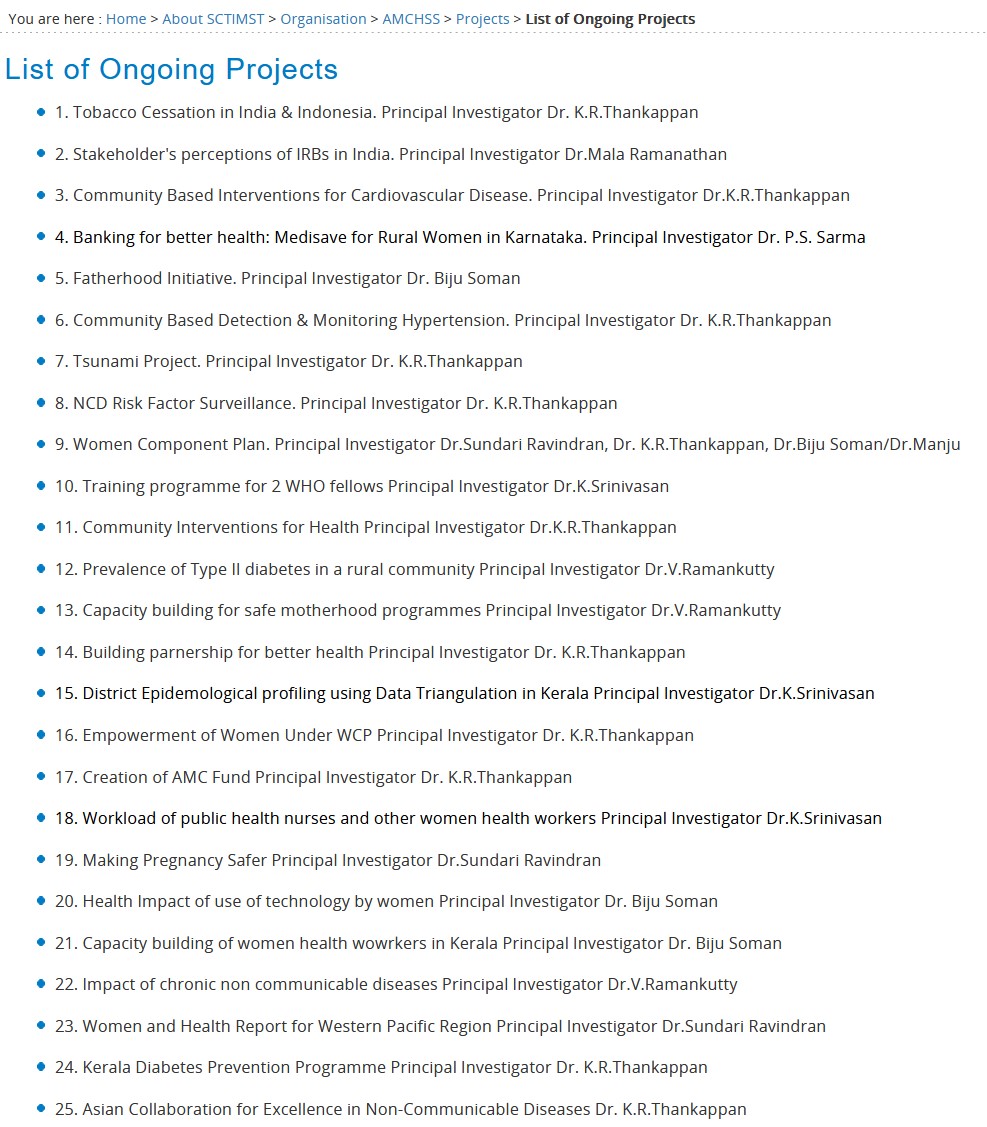 You are here : Home > About SCTIMST > Organisation > AMCHSS > Projects > List of Ongoing Projects
List of Ongoing Projects
1. Tobacco Cessation in India & Indonesia. Principal Investigator Dr. K.R.Thankappan
2. Stakeholder's perceptions of IRBs in India. Principal Investigator Dr.Mala Ramanathan
3. Community Based Interventions for Cardiovascular Disease. Principal Investigator Dr.K.R.Thankappan
4. Banking for better health: Medisave for Rural Women in Karnataka. Principal Investigator Dr. P.S. Sarma
5. Fatherhood Initiative. Principal Investigator Dr. Biju Soman
6. Community Based Detection & Monitoring Hypertension. Principal Investigator Dr. K.R.Thankappan
7. Tsunami Project. Principal Investigator Dr. K.R.Thankappan
8. NCD Risk Factor Surveillance. Principal Investigator Dr. K.R.Thankappan
9. Women Component Plan. Principal Investigator Dr.Sundari Ravindran, Dr. K.R.Thankappan, Dr.Biju Soman/Dr.Manju
10. Training programme for 2 WHO fellows Principal Investigator Dr.K.Srinivasan
11. Community Interventions for Health Principal Investigator Dr.K.R.Thankappan
12. Prevalence of Type II diabetes in a rural community Principal Investigator Dr.V.Ramankutty
13. Capacity building for safe motherhood programmes Principal Investigator Dr.V.Ramankutty
14. Building parnership for better health Principal Investigator Dr. K.R.Thankappan
15. District Epidemological profiling using Data Triangulation in Kerala Principal Investigator Dr.K.Srinivasan
16. Empowerment of Women Under WCP Principal Investigator Dr. K.R.Thankappan
17. Creation of AMC Fund Principal Investigator Dr. K.R.Thankappan
18. Workload of public health nurses and other women health workers Principal Investigator Dr.K.Srinivasan
19. Making Pregnancy Safer Principal Investigator Dr.Sundari Ravindran
20. Health Impact of use of technology by women Principal Investigator Dr. Biju Soman
21. Capacity building of women health wowrkers in Kerala Principal Investigator Dr. Biju Soman
22. Impact of chronic non communicable diseases Principal Investigator Dr.V.Ramankutty
23. Women and Health Report for Western Pacific Region Principal Investigator Dr.Sundari Ravindran
24. Kerala Diabetes Prevention Programme Principal Investigator Dr. K.R.Thankappan
25. Asian Collaboration for Excellence in Non-Communicable Diseases Dr. K.R.Thankappan